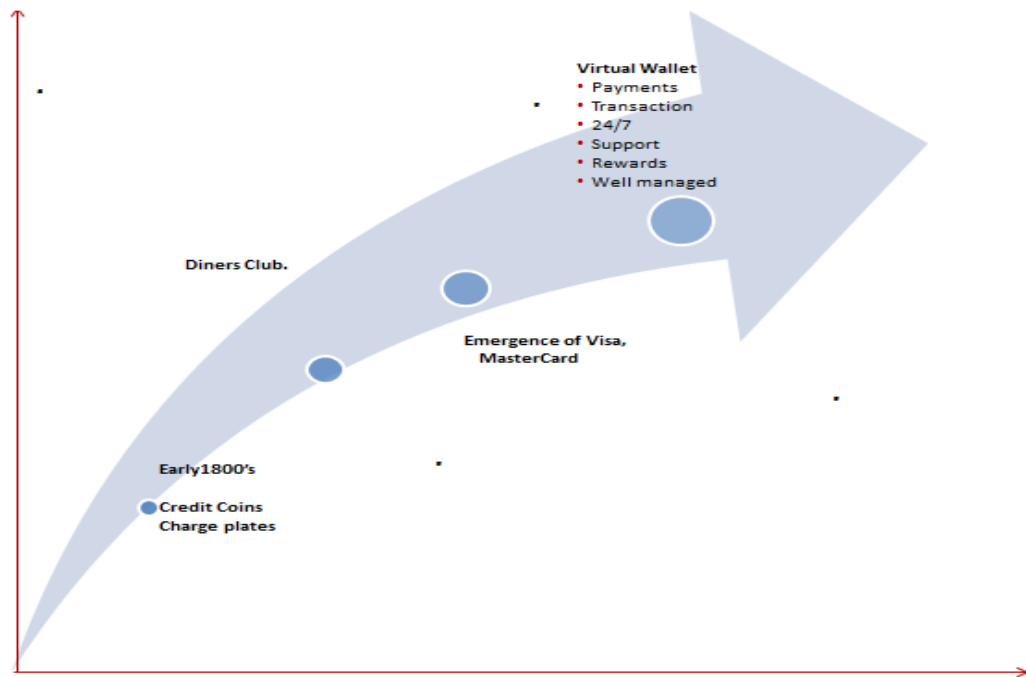 Virtual Wallet
• Payments
• Transaction
• 24/7
• Support
• Rewards
• Well managed
Diners Club.
Emergence of Visa,
MasterCard
Early1800's
Credit Coins
Charge plates